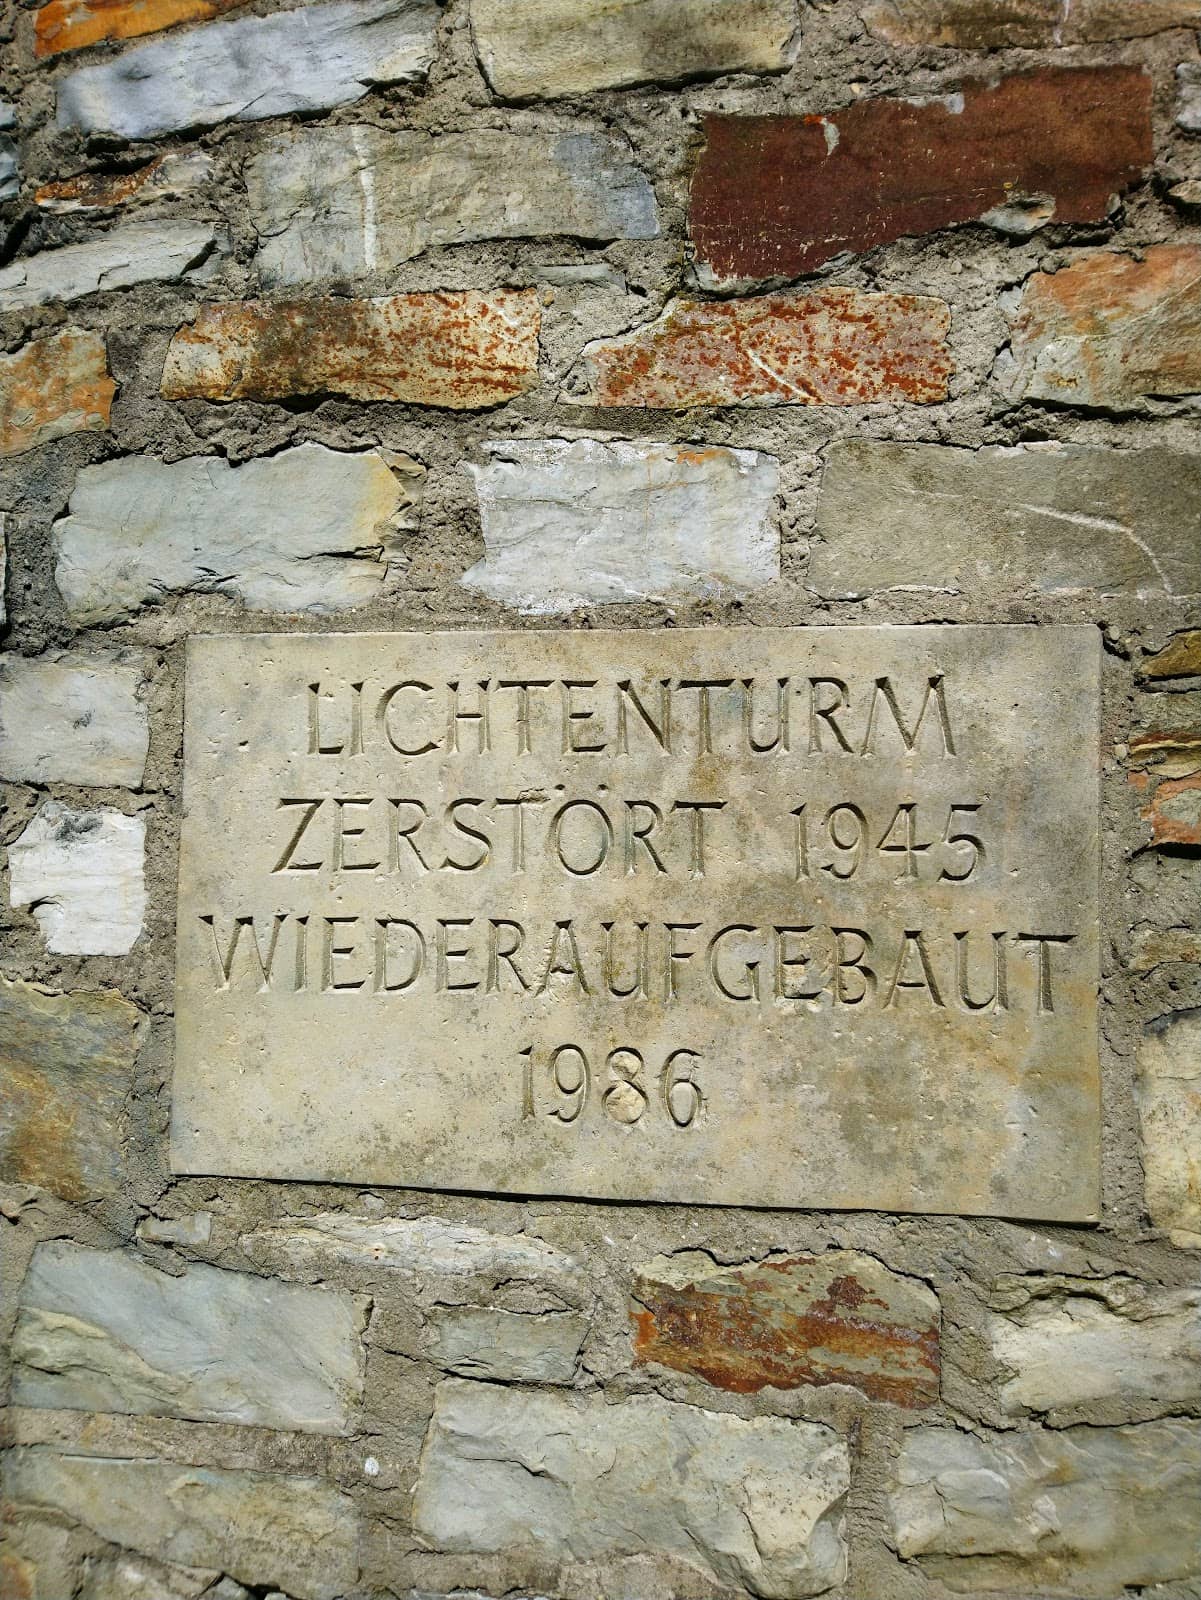 LICHTENTURM
ZERSTÖRT 1945
WIEDERAUFGEBAUT
1986